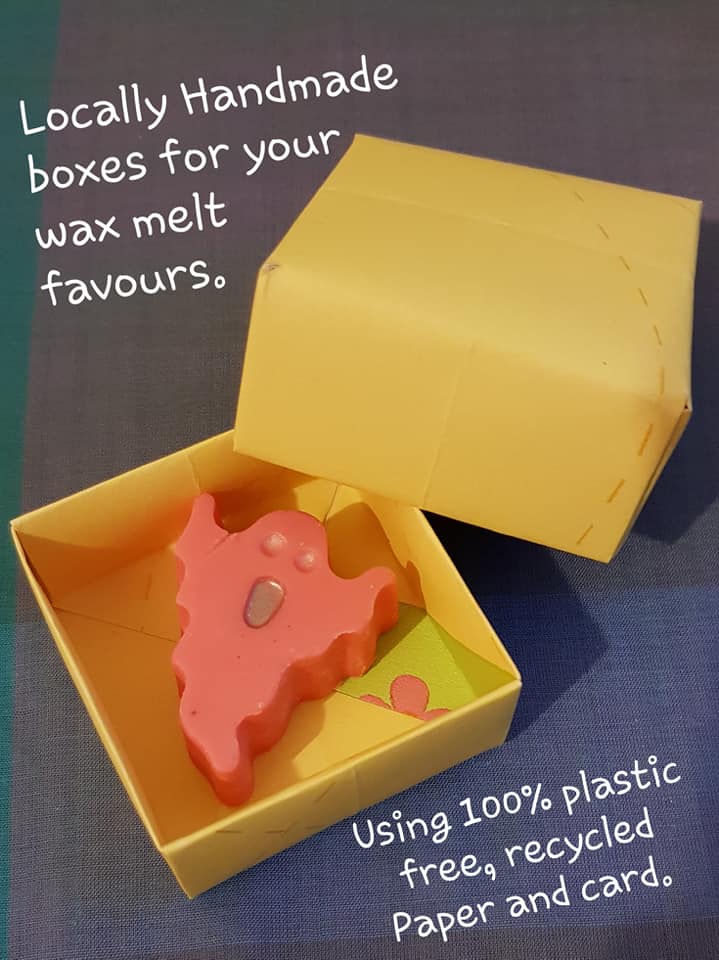 Locally Handmade
boxes for your
wax melt
favours.
Using 100% plastic
free, recycled
Paper and card.